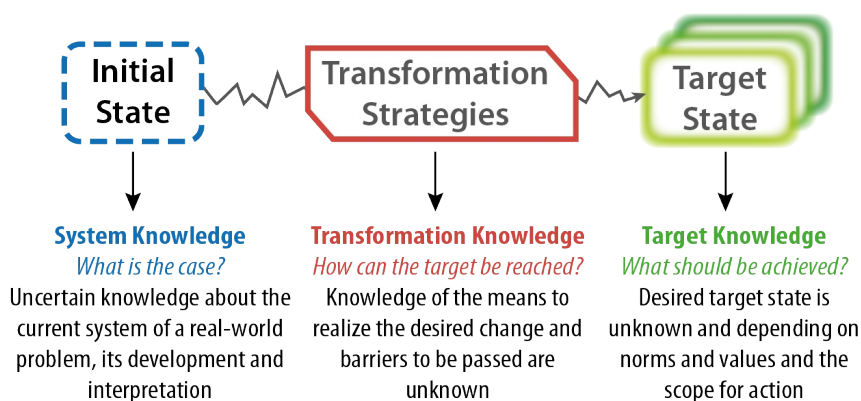 Initial
State
Transformation
Strategies
Target
State
System Knowledge
What is the case?
Uncertain knowledge about the
current system of a real-world
problem, its development and
interpretation
Transformation Knowledge
How can the target be reached?
Knowledge of the means to
realize the desired change and
barriers to be passed are
unknown
Target Knowledge
What should be achieved?
Desired target state is
unknown and depending on
norms and values and the
scope for action